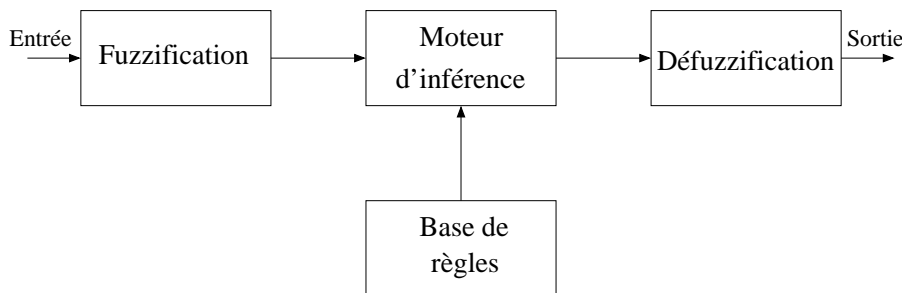 Entrée
Fuzzification
Moteur
d’inférence
Défuzzification
Sortie
Base de
règles